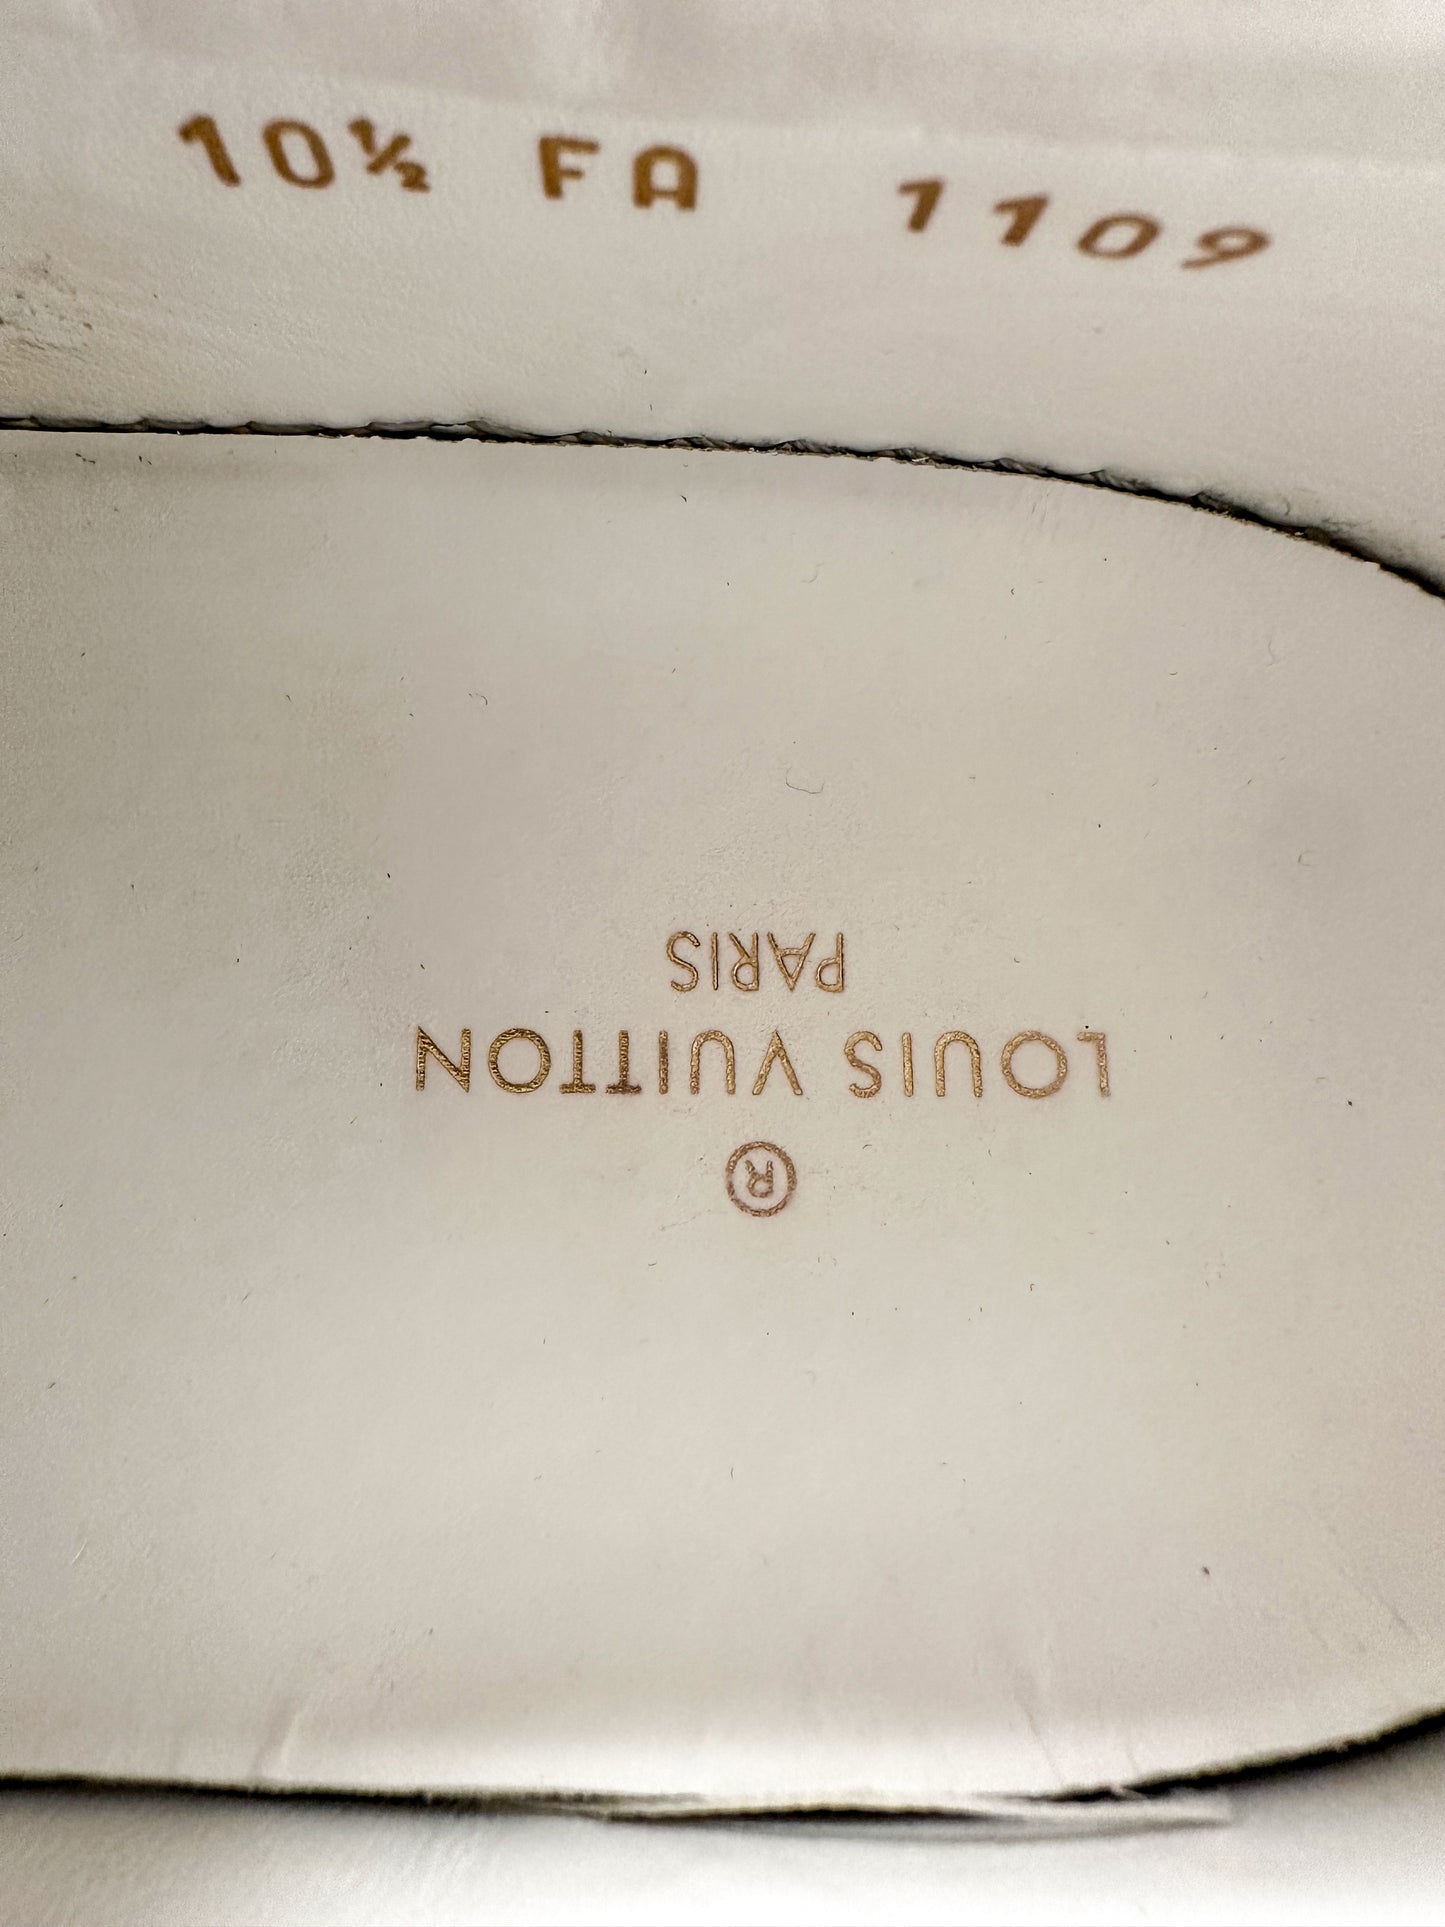 10½ FA 1109
®
LOUIS VUITTON
PARIS